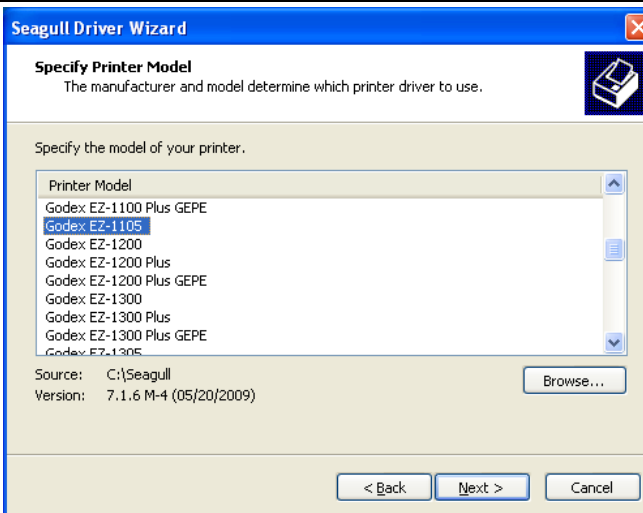 Seagull Driver Wizard
Specify Printer Model
The manufacturer and model determine which printer driver to use.
Specify the model of your printer.
Printer Model
Godex EZ-1100 Plus GEPE
Godex EZ-1105
Godex EZ-1200
Godex EZ-1200 Plus
Godex EZ-1200 Plus GEPE
Godex EZ-1300
Godex EZ-1300 Plus
Godex EZ-1300 Plus GEPE
Godex EZ-1305
Source: C:\Seagull
Browse...
Version: 7.1.6 M-4 (05/20/2009)
< Back Next > Cancel